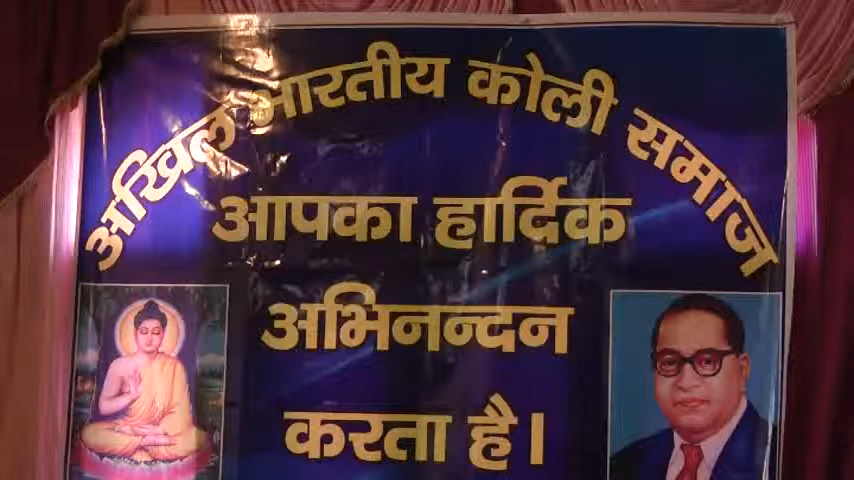 अखिल भारतीय कोली समाज
आपका हार्दिक
अभिनन्दन
करता है।